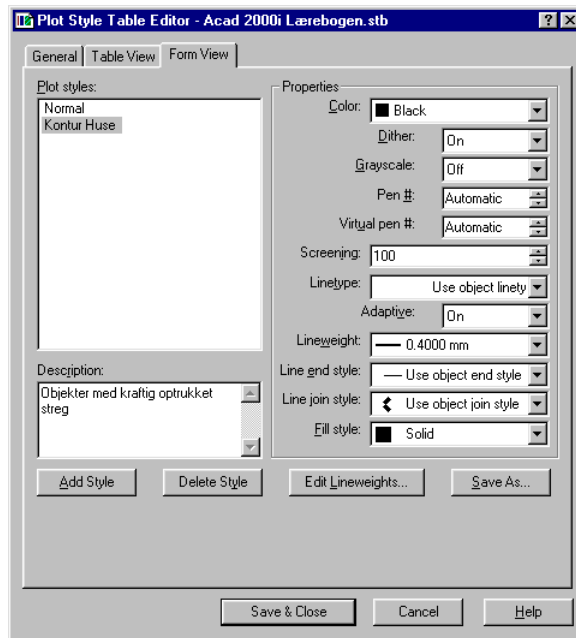 Plot Style Table Editor - Acad 2000i Lærebogen.stb
General
Table View
Form View
Plot styles:
Normal
Kontur Huse
Description:
Objekter med kraftig optrukket
streg
Properties
Color: Black
Dither: On
Grayscale: Off
Pen #: Automatic
Virtual pen #: Automatic
Screening: 100
Linetype: Use object linety
Adaptive: On
Lineweight: 0.4000 mm
Line end style: Use object end style
Line join style: Use object join style
Fill style: Solid
Add Style
Delete Style
Edit Lineweights...
Save As...
Save & Close
Cancel
Help